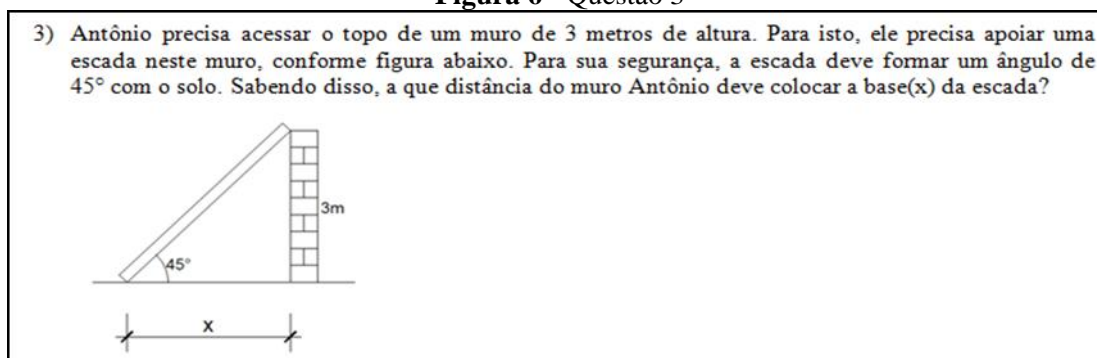 Figura 6 - Questão 3
3) Antônio precisa acessar o topo de um muro de 3 metros de altura. Para isto, ele precisa apoiar uma
escada neste muro, conforme figura abaixo. Para sua segurança, a escada deve formar um ângulo de
45° com o solo. Sabendo disso, a que distância do muro Antônio deve colocar a base(x) da escada?
3m
45°
x